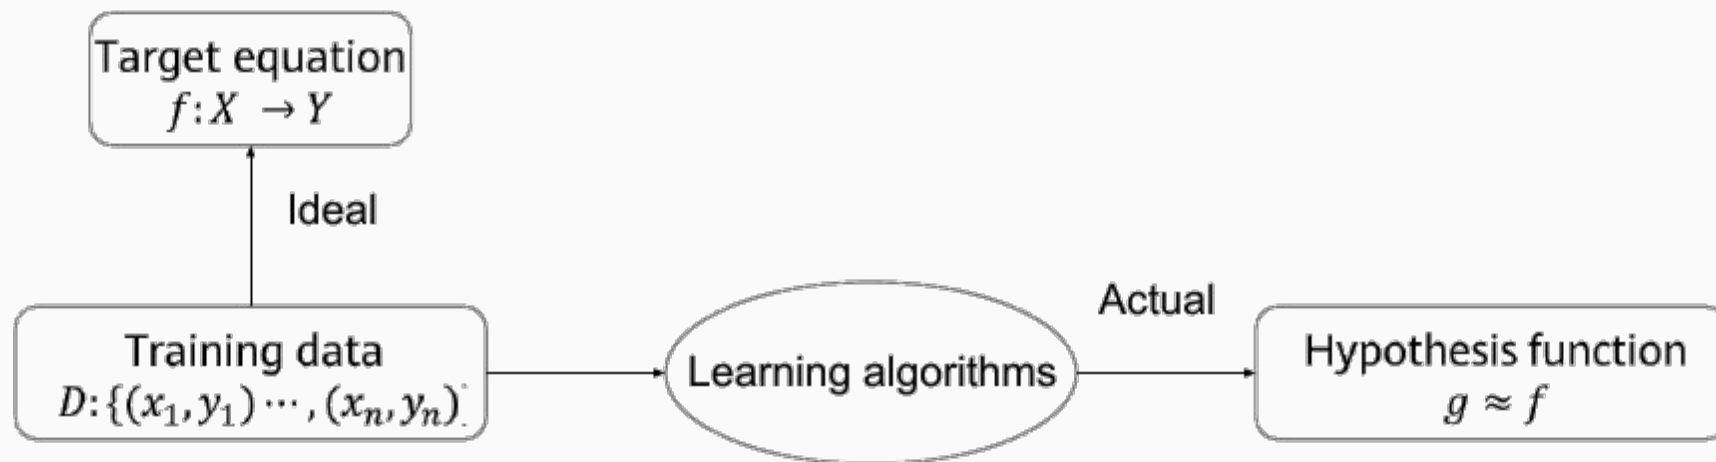 Target equation
f: X → Y
Ideal
Training data
D: {(x₁, y₁) ⋯ , (xₙ, yₙ)
Learning algorithms
Actual
Hypothesis function
g ≈ f